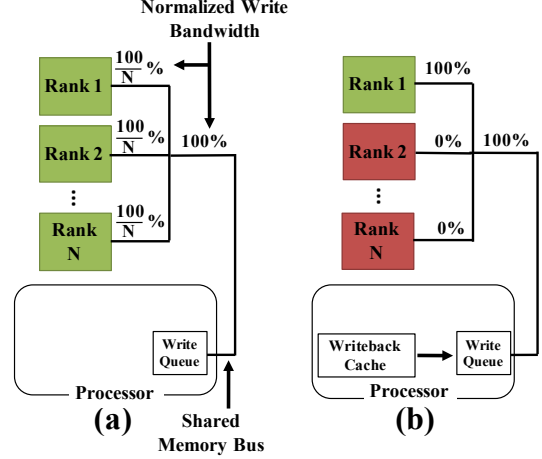 Normalized Write
Bandwidth
Rank 1
100/N %
Rank 2
100/N %
100%
⋮
Rank
N
100/N %
Write
Queue
Processor
(a)
Shared
Memory Bus
Rank 1
100%
Rank 2
0%
100%
⋮
Rank
N
0%
Writeback
Cache
Write
Queue
Processor
(b)